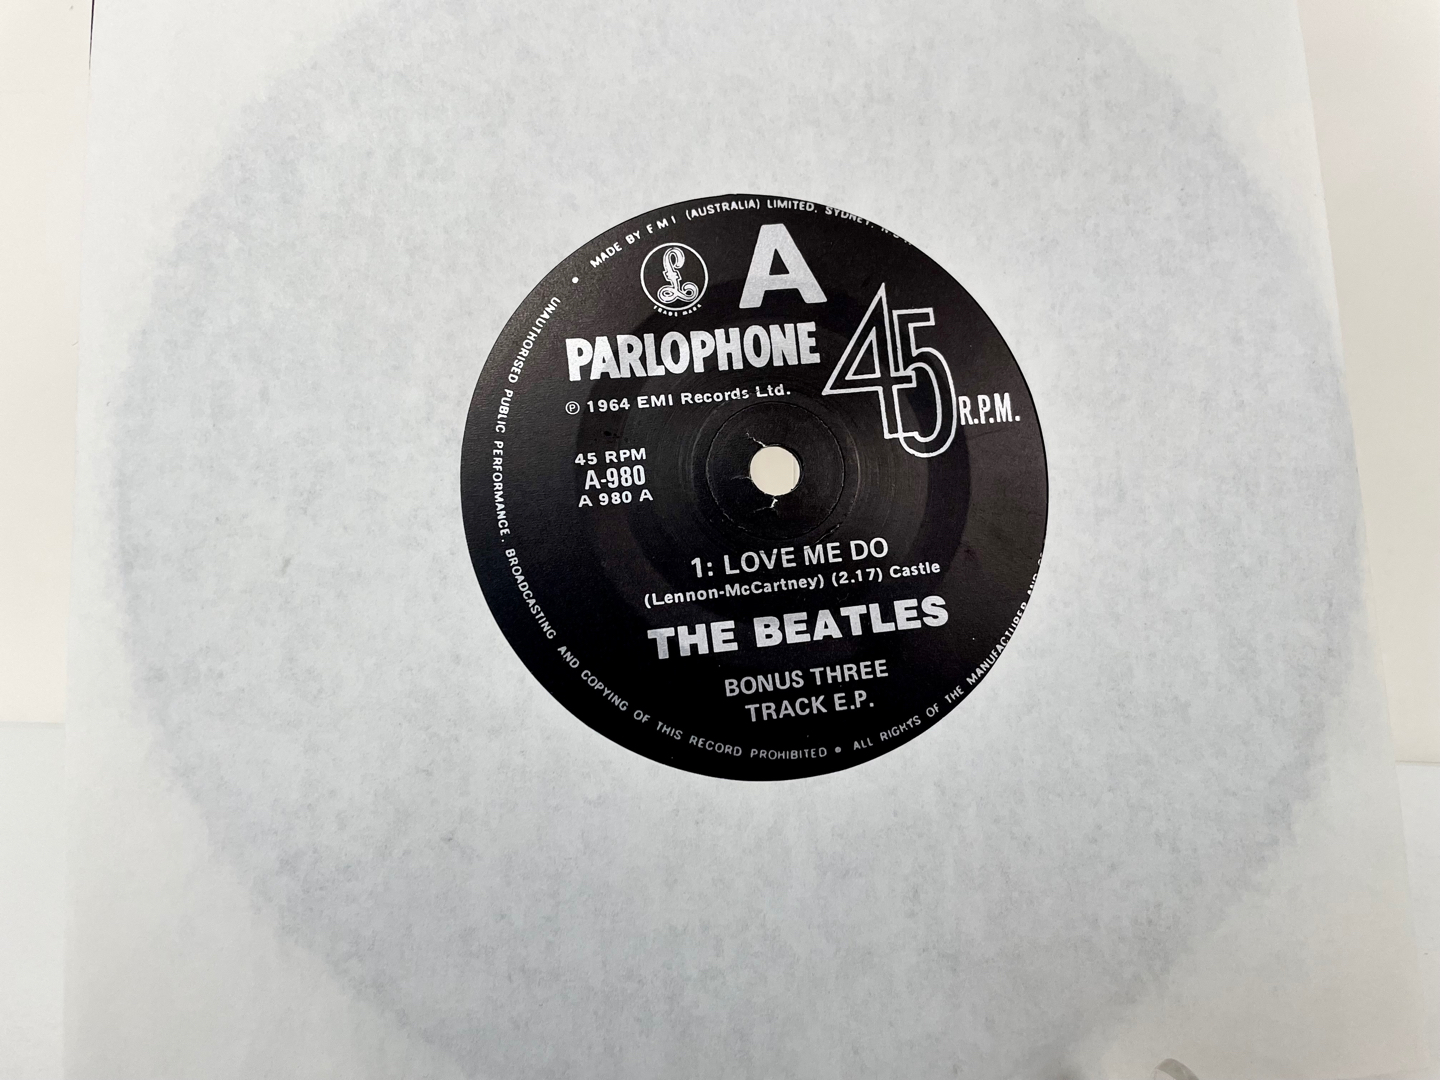 MADE BY EMI (AUSTRALIA) LIMITED. SYDNEY.
A
TRADE MARK
PARLOPHONE
45 R.P.M.
℗ 1964 EMI Records Ltd.
45 RPM
A-980
A 980 A
1: LOVE ME DO
(Lennon-McCartney) (2.17) Castle
THE BEATLES
BONUS THREE
TRACK E.P.
ALL RIGHTS OF THE MANUFACTURER AND
UNAUTHORISED PUBLIC PERFORMANCE. BROADCASTING AND COPYING OF THIS RECORD PROHIBITED